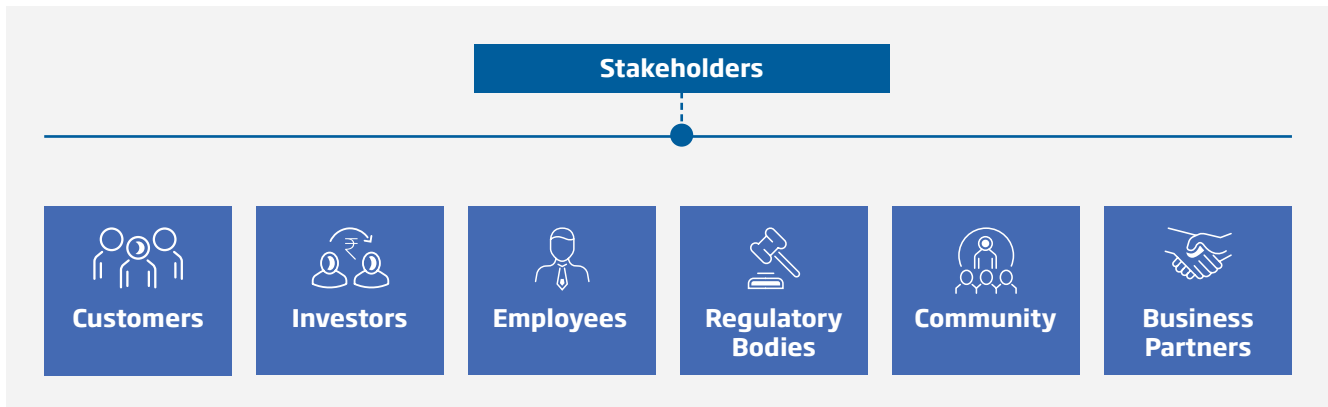 Stakeholders
₹
Customers
Investors
Employees
Regulatory
Bodies
Community
Business
Partners